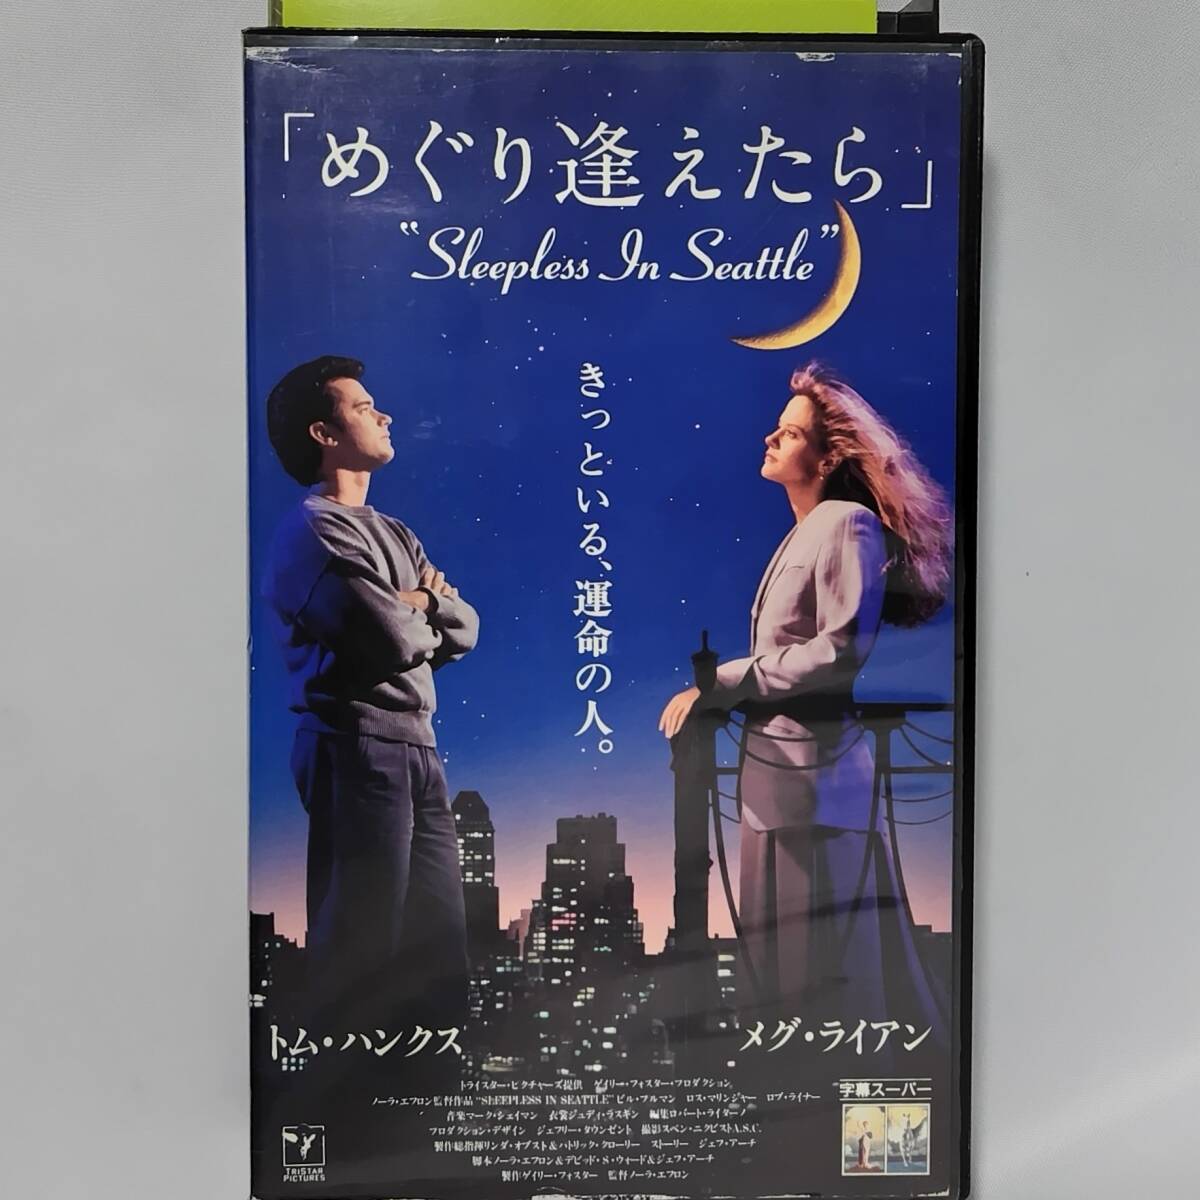 「めぐり逢えたら」
“Sleepless In Seattle”
きっといる、運命の人。
トム・ハンクス
メグ・ライアン
トライスター・ピクチャーズ提供 ゲイリー・フォスター・プロダクション
ノーラ・エフロン監督作品 “SLEEPLESS IN SEATTLE” ビル・プルマン ロス・マリンジャー ロブ・ライナー
音楽マーク・シェイマン 衣裳ジュディ・ラスキン 編集ロバート・ライターノ
プロダクション・デザイン ジェフリー・タウンゼント 撮影スベン・ニクビストA.S.C.
製作総指揮リンダ・オブスト&パトリック・クローリー ストーリー ジェフ・アーチ
脚本ノーラ・エフロン&デビッド・S・ウォード&ジェフ・アーチ
製作ゲイリー・フォスター 監督ノーラ・エフロン
TRISTAR
PICTURES
字幕スーパー